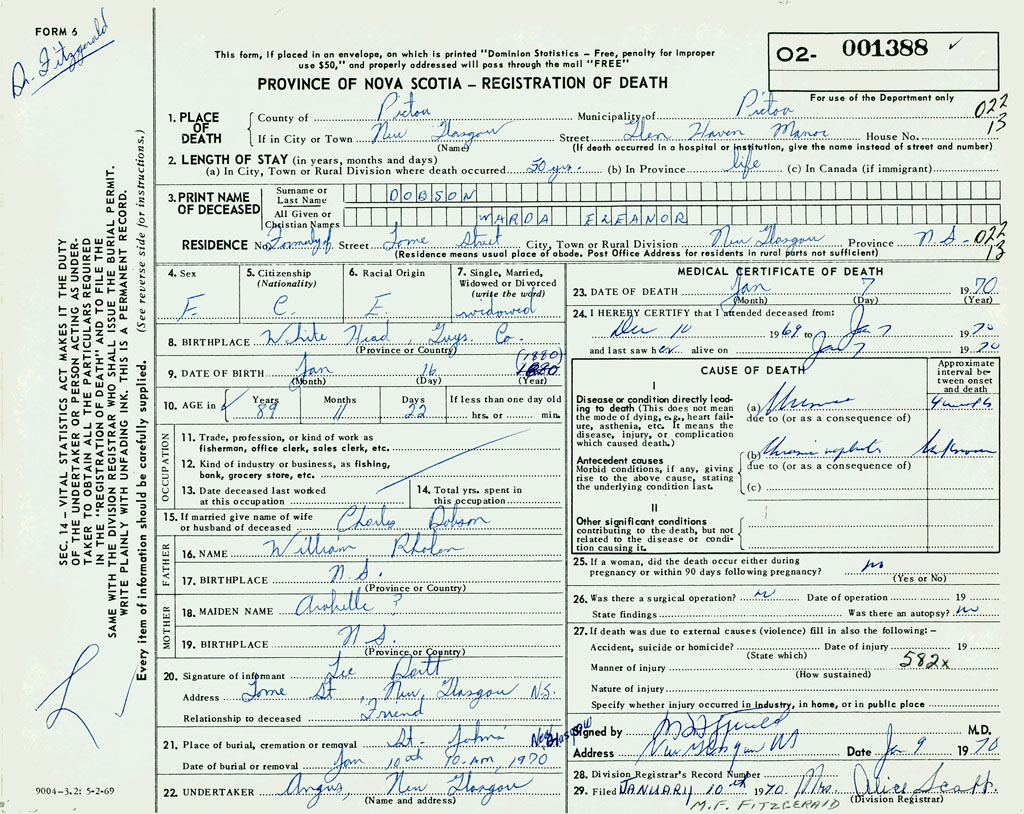 FORM 6
Dr. Fitzgerald
This form, if placed in an envelope, on which is printed "Dominion Statistics – Free, penalty for improper
use $50," and properly addressed will pass through the mail "FREE"
O2- 001388 ✓
PROVINCE OF NOVA SCOTIA – REGISTRATION OF DEATH
For use of the Department only
022
13
1. PLACE OF DEATH
County of Pictou Municipality of Pictou
If in City or Town New Glasgow Street Glen Haven Manor House No.
(Name) (If death occurred in a hospital or institution, give the name instead of street and number)
2. LENGTH OF STAY (in years, months and days)
(a) In City, Town or Rural Division where death occurred 50 yrs. (b) In Province life (c) In Canada (if immigrant)
3. PRINT NAME OF DECEASED
Surname or Last Name DOBSON
All Given or Christian Names WARDA ELEANOR
RESIDENCE No. Formerly of Street Tome Street City, Town or Rural Division New Glasgow Province N.S. 022
13
(Residence means usual place of abode. Post Office Address for residents in rural parts not sufficient)
4. Sex F.
5. Citizenship (Nationality) C.
6. Racial Origin E.
7. Single, Married, Widowed or Divorced (write the word) widowed
8. BIRTHPLACE White Head, Guys. Co.
(Province or Country)
(1880)
9. DATE OF BIRTH Jan 16
(Month) (Day) (Year)
10. AGE in Years 89 Months 11 Days 22 If less than one day old hrs. or min.
OCCUPATION
11. Trade, profession, or kind of work as
fisherman, office clerk, sales clerk, etc.
12. Kind of industry or business, as fishing,
bank, grocery store, etc.
13. Date deceased last worked
at this occupation
14. Total yrs. spent in
this occupation
15. If married give name of wife
or husband of deceased Charles Dobson
FATHER
16. NAME William
17. BIRTHPLACE N.S.
(Province or Country)
MOTHER
18. MAIDEN NAME ?
19. BIRTHPLACE N.S.
(Province or Country)
20. Signature of informant
Address Tome St., New Glasgow N.S.
Relationship to deceased Friend
21. Place of burial, cremation or removal St. John's New Glasgow
Date of burial or removal Jan 10th 10. AM, 1970
22. UNDERTAKER Angus, New Glasgow
(Name and address)
MEDICAL CERTIFICATE OF DEATH
23. DATE OF DEATH Jan 7 1970
(Month) (Day) (Year)
24. I HEREBY CERTIFY that I attended deceased from:
Dec 10 1969 to Jan 7 1970
and last saw her alive on Jan 7 1970
CAUSE OF DEATH
Approximate interval between onset and death
I
Disease or condition directly leading
to death (This does not mean
the mode of dying, e.g., heart failure,
asthenia, etc. It means the
disease, injury, or complication
which caused death.)
(a) Uremia 4 weeks
due to (or as a consequence of)
Antecedent causes
Morbid conditions, if any, giving
rise to the above cause, stating
the underlying condition last.
(b) Chronic nephritis Unknown
due to (or as a consequence of)
(c)
II
Other significant conditions
contributing to the death, but not
related to the disease or condition
causing it.
25. If a woman, did the death occur either during
pregnancy or within 90 days following pregnancy? no
(Yes or No)
26. Was there a surgical operation? no Date of operation 19
State findings Was there an autopsy? no
27. If death was due to external causes (violence) fill in also the following:–
Accident, suicide or homicide? Date of injury 19
(State which)
582x
Manner of injury
(How sustained)
Nature of injury
Specify whether injury occurred in industry, in home, or in public place
Signed by M.D.
Address New Glasgow NS Date Jan 9 1970
28. Division Registrar's Record Number
29. Filed JANUARY 10th 1970 Mrs. Alice Scott
(Division Registrar)
M.F. FITZGERALD
SEC. 14 – VITAL STATISTICS ACT MAKES IT THE DUTY
OF THE UNDERTAKER OR PERSON ACTING AS UNDER-
TAKER TO OBTAIN ALL THE PARTICULARS REQUIRED
IN THE "REGISTRATION OF DEATH" AND TO FILE THE
SAME WITH THE DIVISION REGISTRAR WHO SHALL ISSUE THE BURIAL PERMIT.
WRITE PLAINLY WITH UNFADING INK. THIS IS A PERMANENT RECORD.
Every item of information should be carefully supplied. (See reverse side for instructions.)
9004-3.2: 5-2-69